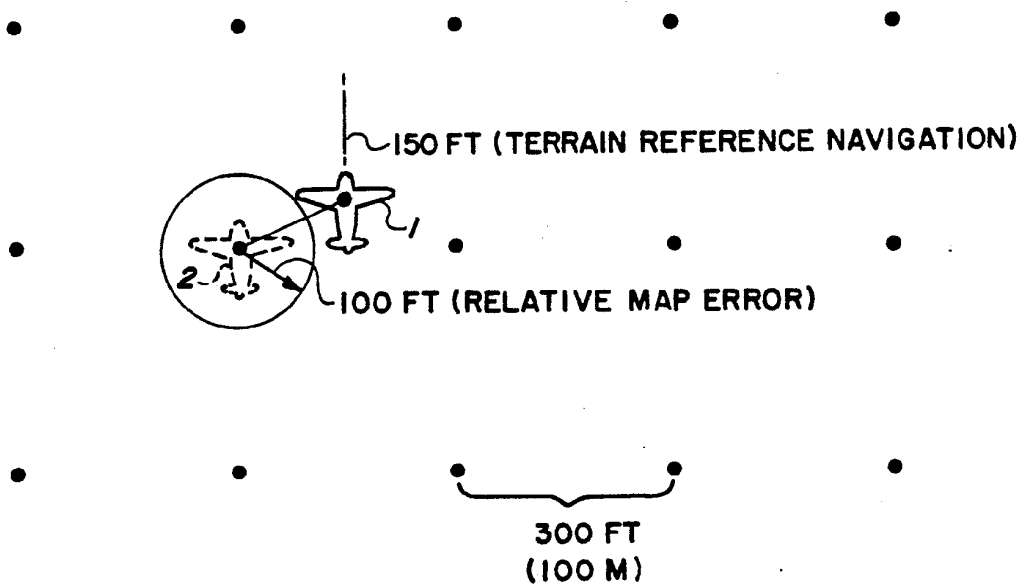 150 FT (TERRAIN REFERENCE NAVIGATION)
1
2
100 FT (RELATIVE MAP ERROR)
300 FT
(100 M)